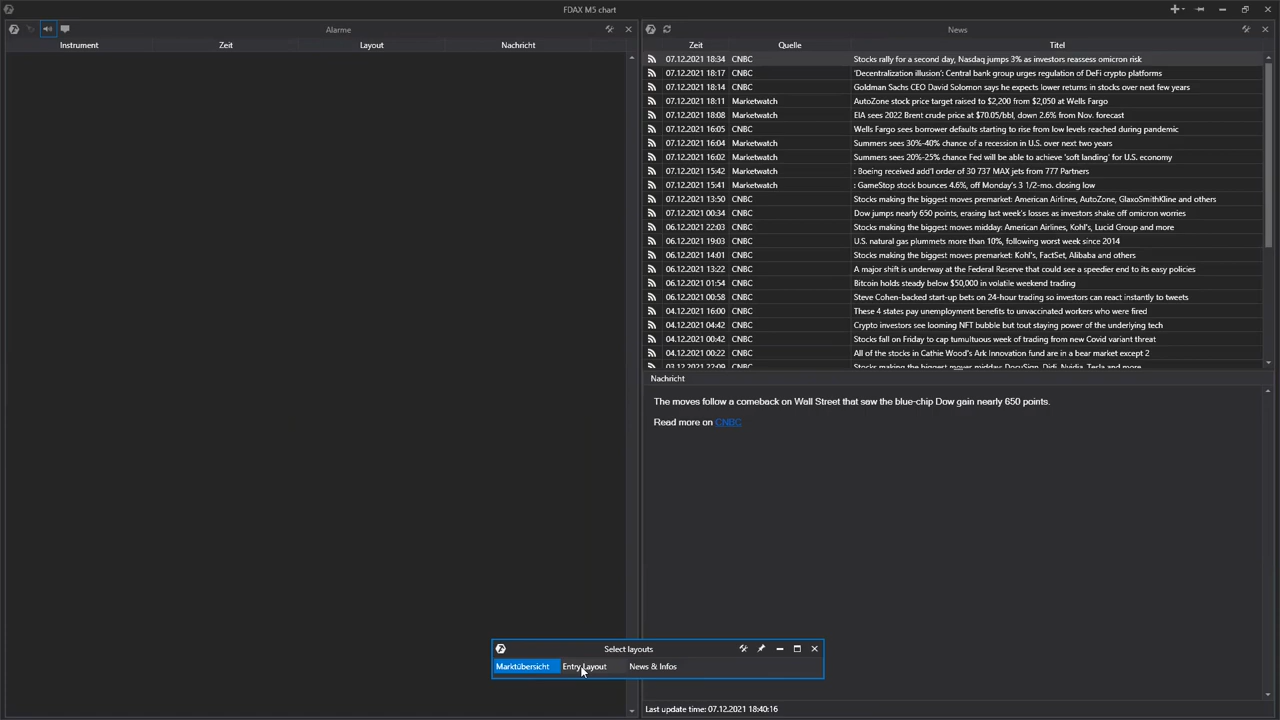 FDAX M5 chart
Alarme
Instrument Zeit Layout Nachricht
News
Zeit Quelle Titel
07.12.2021 18:34 CNBC Stocks rally for a second day, Nasdaq jumps 3% as investors reassess omicron risk
07.12.2021 18:17 CNBC 'Decentralization illusion': Central bank group urges regulation of DeFi crypto platforms
07.12.2021 18:14 CNBC Goldman Sachs CEO David Solomon says he expects lower returns in stocks over next few years
07.12.2021 18:11 Marketwatch AutoZone stock price target raised to $2,200 from $2,050 at Wells Fargo
07.12.2021 18:08 Marketwatch EIA sees 2022 Brent crude price at $70.05/bbl, down 2.6% from Nov. forecast
07.12.2021 16:05 CNBC Wells Fargo sees borrower defaults starting to rise from low levels reached during pandemic
07.12.2021 16:04 Marketwatch Summers sees 30%-40% chance of a recession in U.S. over next two years
07.12.2021 16:02 Marketwatch Summers sees 20%-25% chance Fed will be able to achieve 'soft landing' for U.S. economy
07.12.2021 15:42 Marketwatch : Boeing received add'l order of 30 737 MAX jets from 777 Partners
07.12.2021 15:41 Marketwatch : GameStop stock bounces 4.6%, off Monday's 3 1/2-mo. closing low
07.12.2021 13:50 CNBC Stocks making the biggest moves premarket: American Airlines, AutoZone, GlaxoSmithKline and others
07.12.2021 00:34 CNBC Dow jumps nearly 650 points, erasing last week's losses as investors shake off omicron worries
06.12.2021 22:03 CNBC Stocks making the biggest moves midday: American Airlines, Kohl's, Lucid Group and more
06.12.2021 19:03 CNBC U.S. natural gas plummets more than 10%, following worst week since 2014
06.12.2021 14:01 CNBC Stocks making the biggest moves premarket: Kohl's, FactSet, Alibaba and others
06.12.2021 13:22 CNBC A major shift is underway at the Federal Reserve that could see a speedier end to its easy policies
06.12.2021 01:54 CNBC Bitcoin holds steady below $50,000 in volatile weekend trading
06.12.2021 00:58 CNBC Steve Cohen-backed start-up bets on 24-hour trading so investors can react instantly to tweets
04.12.2021 16:00 CNBC These 4 states pay unemployment benefits to unvaccinated workers who were fired
04.12.2021 04:42 CNBC Crypto investors see looming NFT bubble but tout staying power of the underlying tech
04.12.2021 00:42 CNBC Stocks fall on Friday to cap tumultuous week of trading from new Covid variant threat
04.12.2021 00:22 CNBC All of the stocks in Cathie Wood's Ark Innovation fund are in a bear market except 2
03.12.2021 22:09 CNBC Stocks making the biggest moves midday: DocuSign, Didi, Nvidia, Tesla and more
Nachricht
The moves follow a comeback on Wall Street that saw the blue-chip Dow gain nearly 650 points.
Read more on CNBC
Select layouts
Marktübersicht Entry Layout News & Infos
Last update time: 07.12.2021 18:40:16